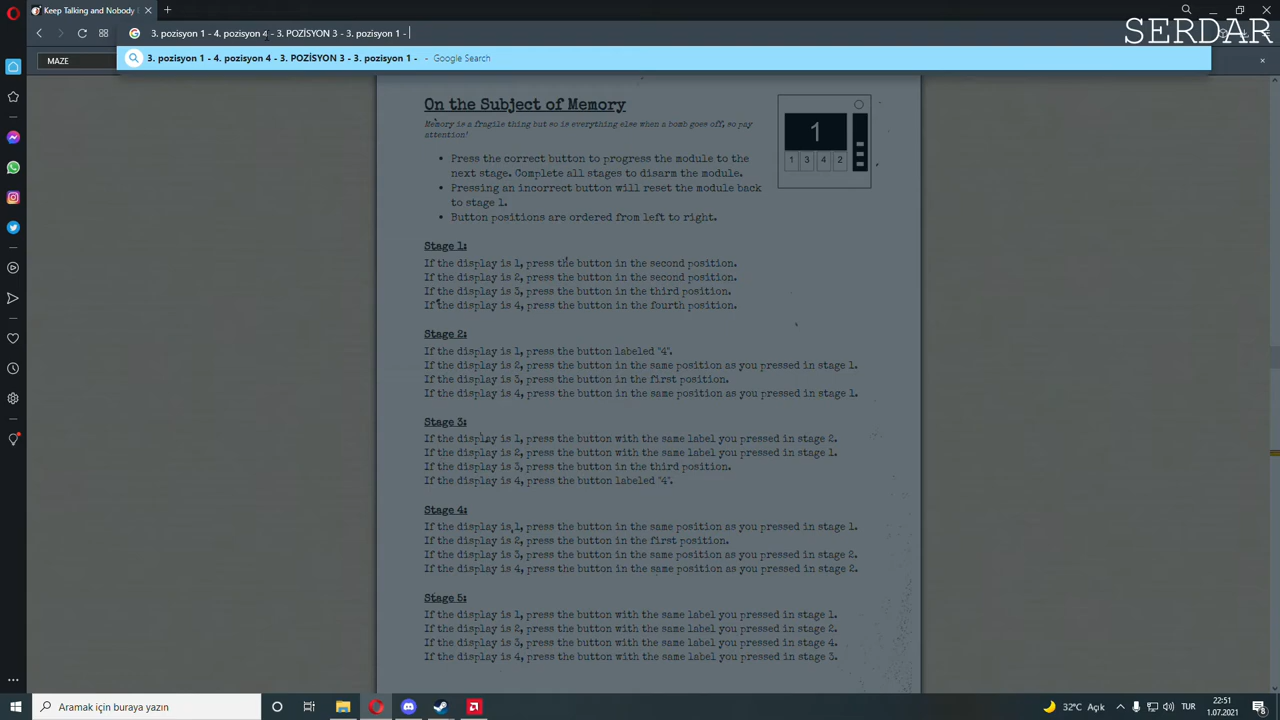 Keep Talking and Nobody
3. pozisyon 1 - 4. pozisyon 4 - 3. POZİSYON 3 - 3. pozisyon 1 -
SERDAR
3. pozisyon 1 - 4. pozisyon 4 - 3. POZİSYON 3 - 3. pozisyon 1 - - Google Search
MAZE
On the Subject of Memory
Memory is a fragile thing but so is everything else when a bomb goes off, so pay
attention!
1
1 3 4 2
• Press the correct button to progress the module to the
next stage. Complete all stages to disarm the module.
• Pressing an incorrect button will reset the module back
to stage 1.
• Button positions are ordered from left to right.
Stage 1:
If the display is 1, press the button in the second position.
If the display is 2, press the button in the second position.
If the display is 3, press the button in the third position.
If the display is 4, press the button in the fourth position.
Stage 2:
If the display is 1, press the button labeled "4".
If the display is 2, press the button in the same position as you pressed in stage 1.
If the display is 3, press the button in the first position.
If the display is 4, press the button in the same position as you pressed in stage 1.
Stage 3:
If the display is 1, press the button with the same label you pressed in stage 2.
If the display is 2, press the button with the same label you pressed in stage 1.
If the display is 3, press the button in the third position.
If the display is 4, press the button labeled "4".
Stage 4:
If the display is 1, press the button in the same position as you pressed in stage 1.
If the display is 2, press the button in the first position.
If the display is 3, press the button in the same position as you pressed in stage 2.
If the display is 4, press the button in the same position as you pressed in stage 2.
Stage 5:
If the display is 1, press the button with the same label you pressed in stage 1.
If the display is 2, press the button with the same label you pressed in stage 2.
If the display is 3, press the button with the same label you pressed in stage 4.
If the display is 4, press the button with the same label you pressed in stage 3.
Aramak için buraya yazın
32°C Açık
TUR
22:51
1.07.2021
8